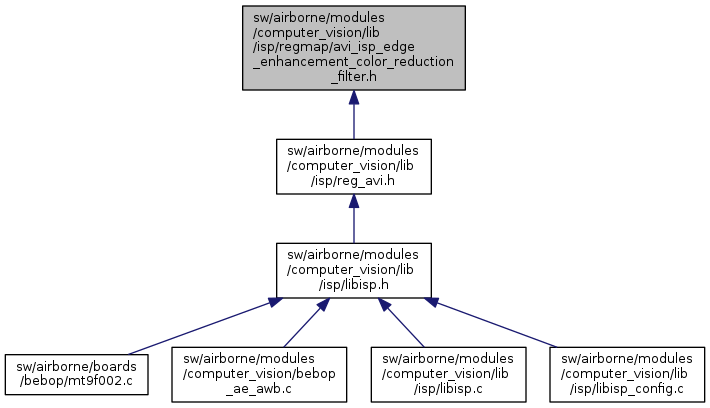 sw/airborne/modules
/computer_vision/lib
/isp/regmap/avi_isp_edge
_enhancement_color_reduction
_filter.h
sw/airborne/modules
/computer_vision/lib
/isp/reg_avi.h
sw/airborne/modules
/computer_vision/lib
/isp/libisp.h
sw/airborne/boards
/bebop/mt9f002.c
sw/airborne/modules
/computer_vision/bebop
_ae_awb.c
sw/airborne/modules
/computer_vision/lib
/isp/libisp.c
sw/airborne/modules
/computer_vision/lib
/isp/libisp_config.c